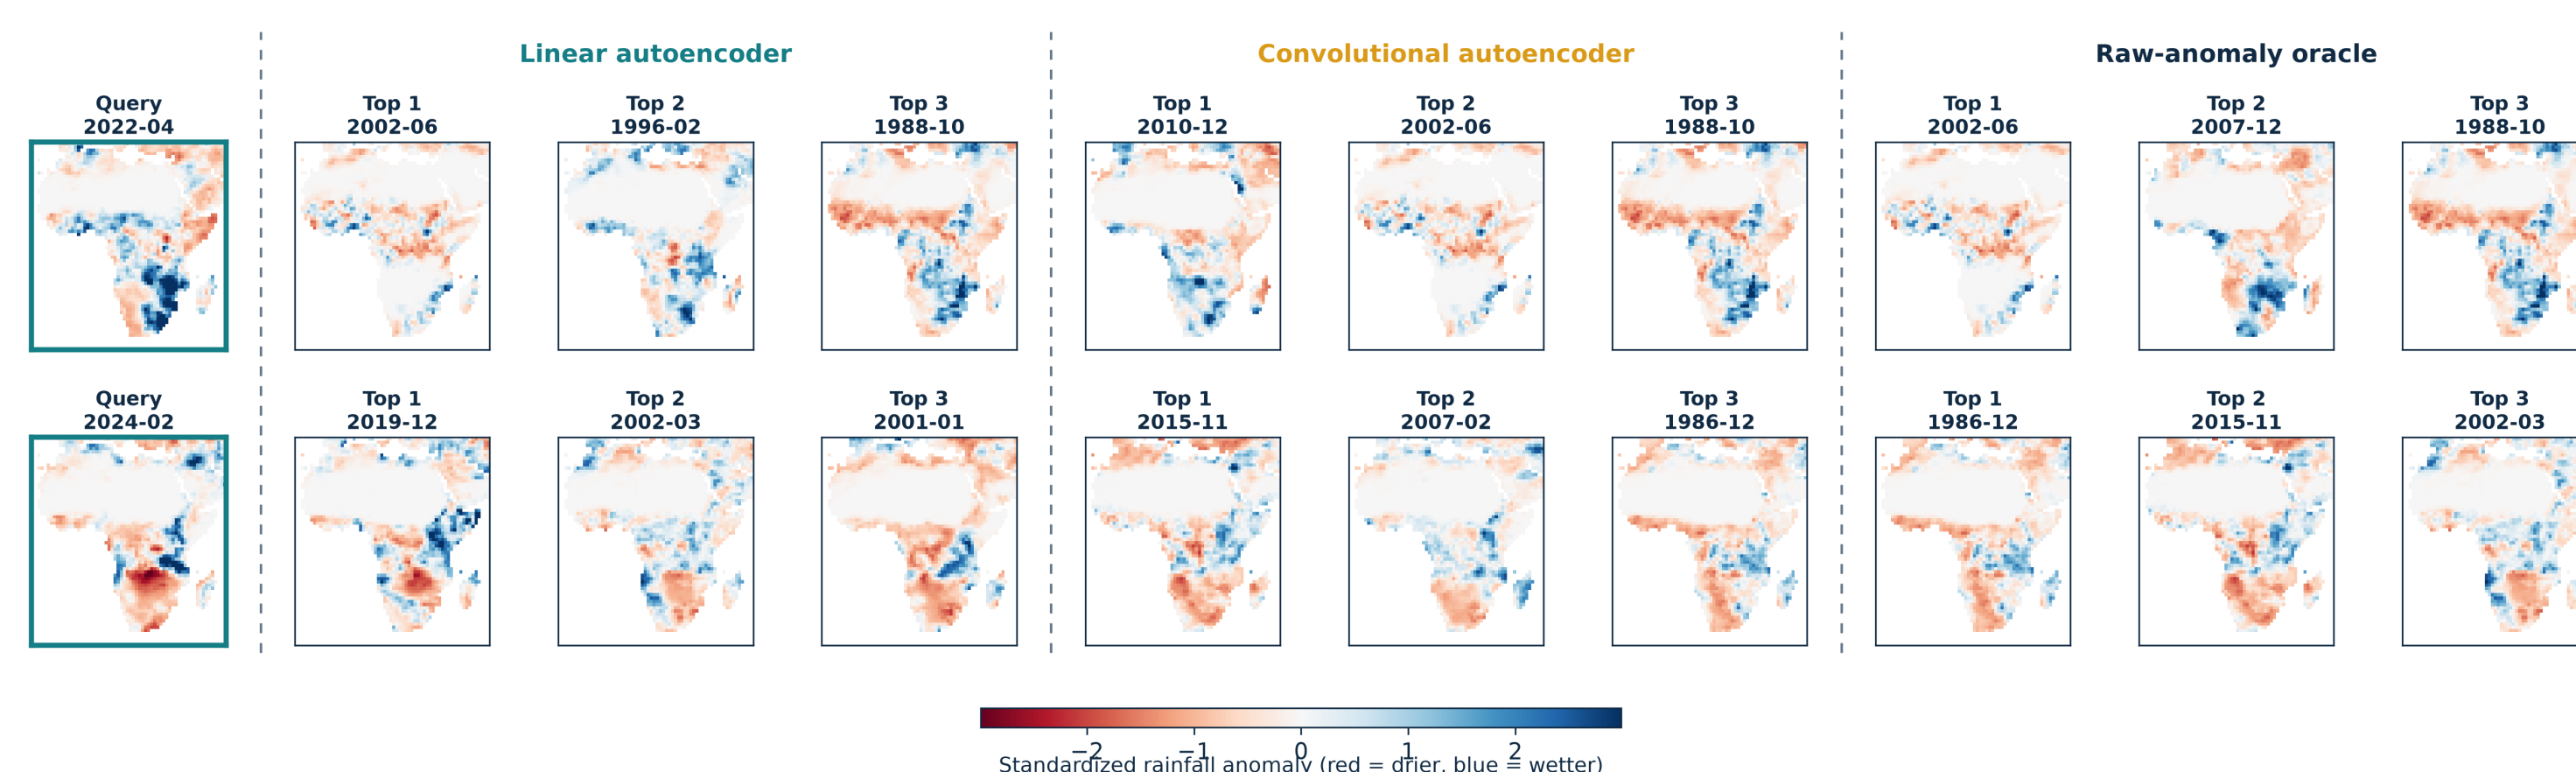 Linear autoencoder
Convolutional autoencoder
Raw-anomaly oracle
Query
2022-04
Top 1
2002-06
Top 2
1996-02
Top 3
1988-10
Top 1
2010-12
Top 2
2002-06
Top 3
1988-10
Top 1
2002-06
Top 2
2007-12
Top 3
1988-10
Query
2024-02
Top 1
2019-12
Top 2
2002-03
Top 3
2001-01
Top 1
2015-11
Top 2
2007-02
Top 3
1986-12
Top 1
1986-12
Top 2
2015-11
Top 3
2002-03
−2 −1 0 1 2
Standardized rainfall anomaly (red = drier, blue = wetter)